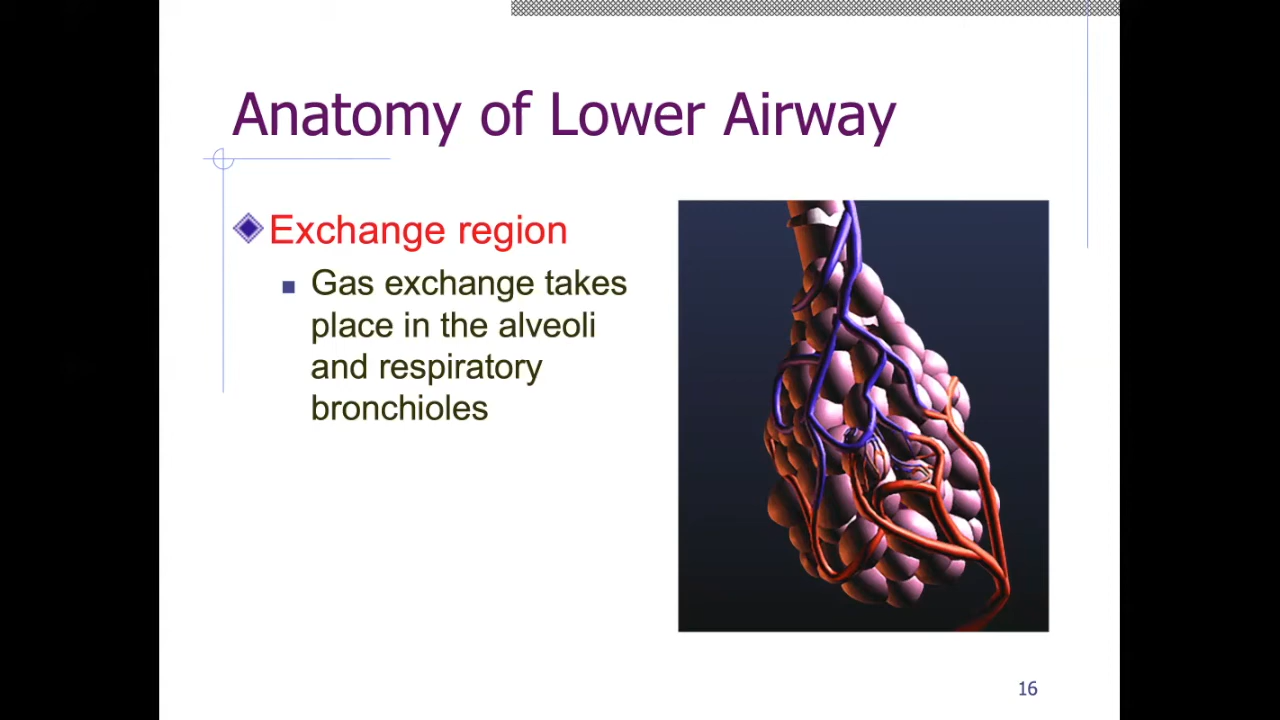 Anatomy of Lower Airway
Exchange region
Gas exchange takes
place in the alveoli
and respiratory
bronchioles
16